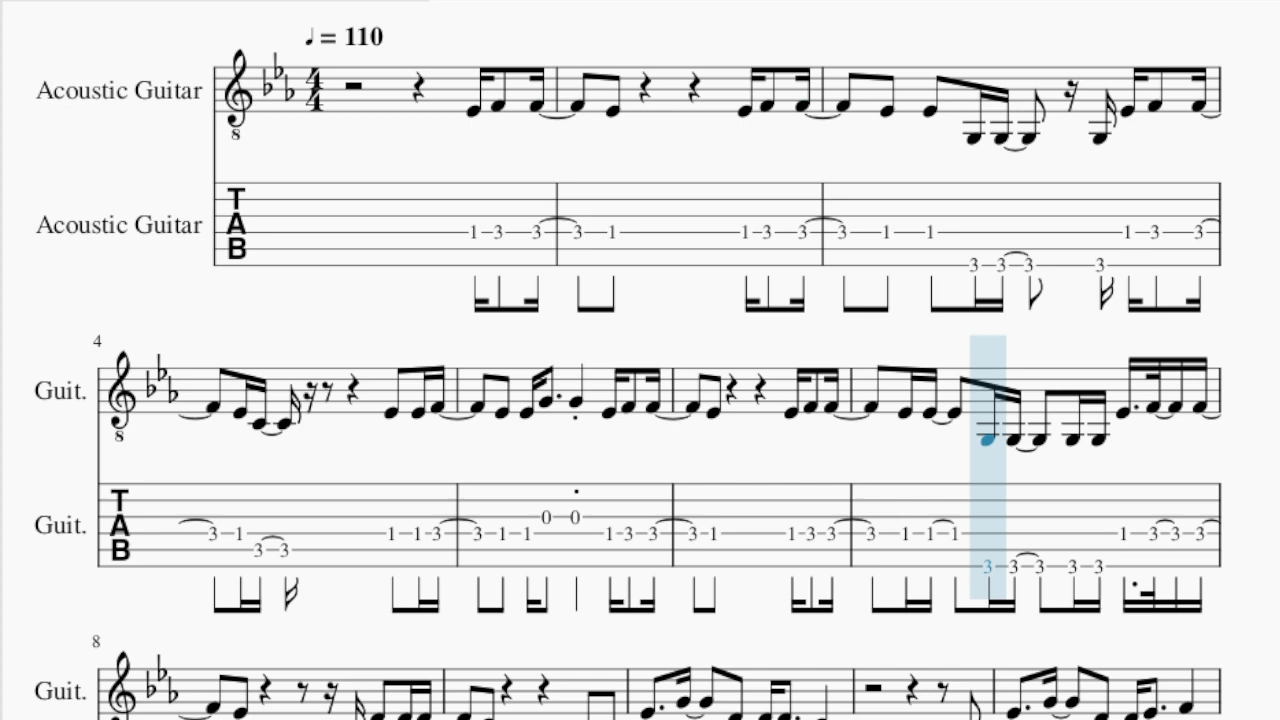 ♩ = 110
Acoustic Guitar
4
4
8
Acoustic Guitar
T
A
B
1 3 3 3 1 1 3 3 3 1 1 3 3 3 3 1 3 3
4
Guit.
8
Guit.
T
A
B
3 1 3 3 1 1 3 3 1 1 0 0 1 3 3 3 1 1 3 3 3 1 1 1 3 3 3 3 3 1 3 3 3
8
Guit.